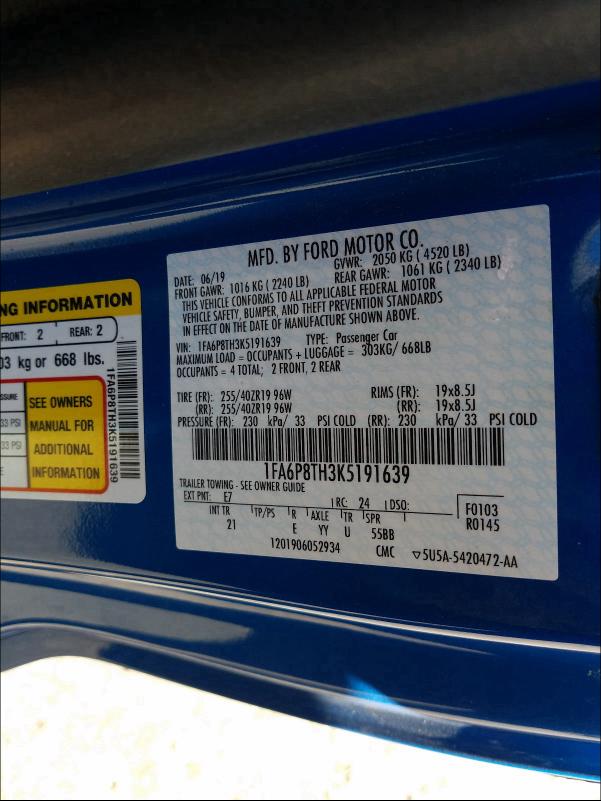 MFD. BY FORD MOTOR CO.
DATE: 06/19 GVWR: 2050 KG ( 4520 LB)
FRONT GAWR: 1016 KG ( 2240 LB) REAR GAWR: 1061 KG ( 2340 LB)
THIS VEHICLE CONFORMS TO ALL APPLICABLE FEDERAL MOTOR
VEHICLE SAFETY, BUMPER, AND THEFT PREVENTION STANDARDS
IN EFFECT ON THE DATE OF MANUFACTURE SHOWN ABOVE.
VIN: 1FA6P8TH3K5191639 TYPE: Passenger Car
MAXIMUM LOAD = OCCUPANTS + LUGGAGE = 303KG/ 668LB
OCCUPANTS = 4 TOTAL; 2 FRONT, 2 REAR
TIRE (FR): 255/40ZR19 96W RIMS (FR): 19x8.5J
(RR): 255/40ZR19 96W (RR): 19x8.5J
PRESSURE (FR): 230 kPa/ 33 PSI COLD (RR): 230 kPa/ 33 PSI COLD
1FA6P8TH3K5191639
TRAILER TOWING - SEE OWNER GUIDE
EXT PNT: E7 RC: 24 DSO: F0103
INT TR TP/PS R AXLE TR SPR R0145
21 E YY U 55BB
1201906052934 CMC ▽5U5A-5420472-AA
NG INFORMATION
FRONT: 2 REAR: 2
03 kg or 668 lbs.
SSURE
33 PSI
33 PSI
E
SEE OWNERS
MANUAL FOR
ADDITIONAL
INFORMATION
1FA6P8TH3K5191639